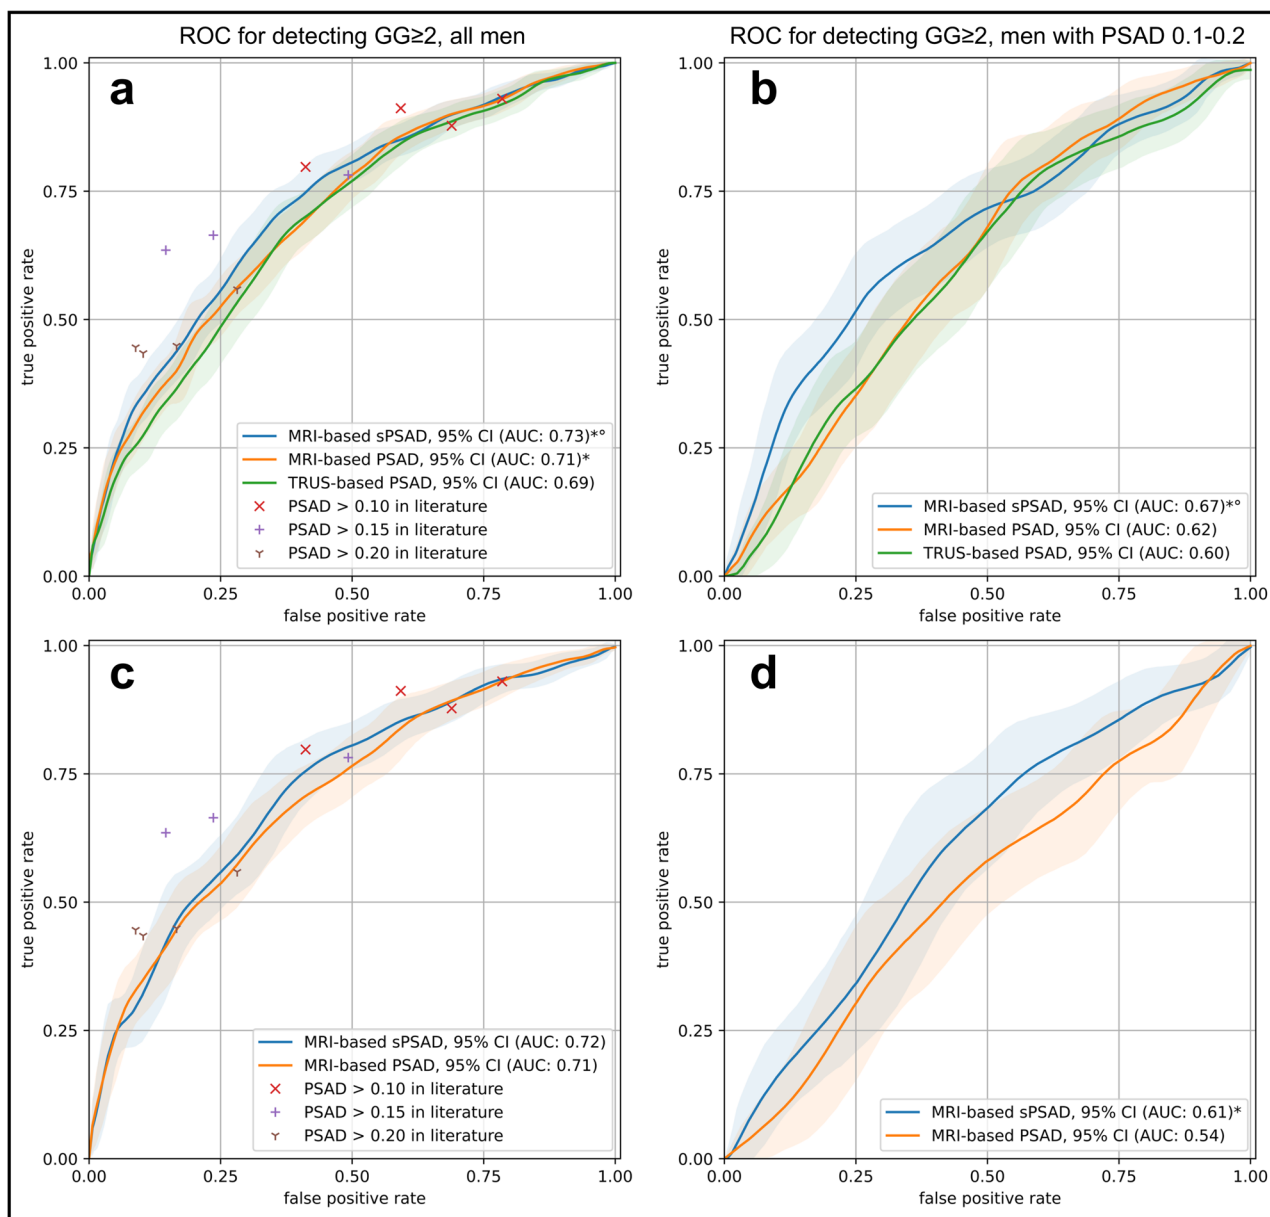 ROC for detecting GG≥2, all men
a
1.00
0.75
0.50
0.25
0.00
true positive rate
MRI-based sPSAD, 95% CI (AUC: 0.73)*°
MRI-based PSAD, 95% CI (AUC: 0.71)*
TRUS-based PSAD, 95% CI (AUC: 0.69)
PSAD > 0.10 in literature
PSAD > 0.15 in literature
PSAD > 0.20 in literature
0.00 0.25 0.50 0.75 1.00
false positive rate
ROC for detecting GG≥2, men with PSAD 0.1-0.2
b
1.00
0.75
0.50
0.25
0.00
true positive rate
MRI-based sPSAD, 95% CI (AUC: 0.67)*°
MRI-based PSAD, 95% CI (AUC: 0.62)
TRUS-based PSAD, 95% CI (AUC: 0.60)
0.00 0.25 0.50 0.75 1.00
false positive rate
c
1.00
0.75
0.50
0.25
0.00
true positive rate
MRI-based sPSAD, 95% CI (AUC: 0.72)
MRI-based PSAD, 95% CI (AUC: 0.71)
PSAD > 0.10 in literature
PSAD > 0.15 in literature
PSAD > 0.20 in literature
0.00 0.25 0.50 0.75 1.00
false positive rate
d
1.00
0.75
0.50
0.25
0.00
true positive rate
MRI-based sPSAD, 95% CI (AUC: 0.61)*
MRI-based PSAD, 95% CI (AUC: 0.54)
0.00 0.25 0.50 0.75 1.00
false positive rate